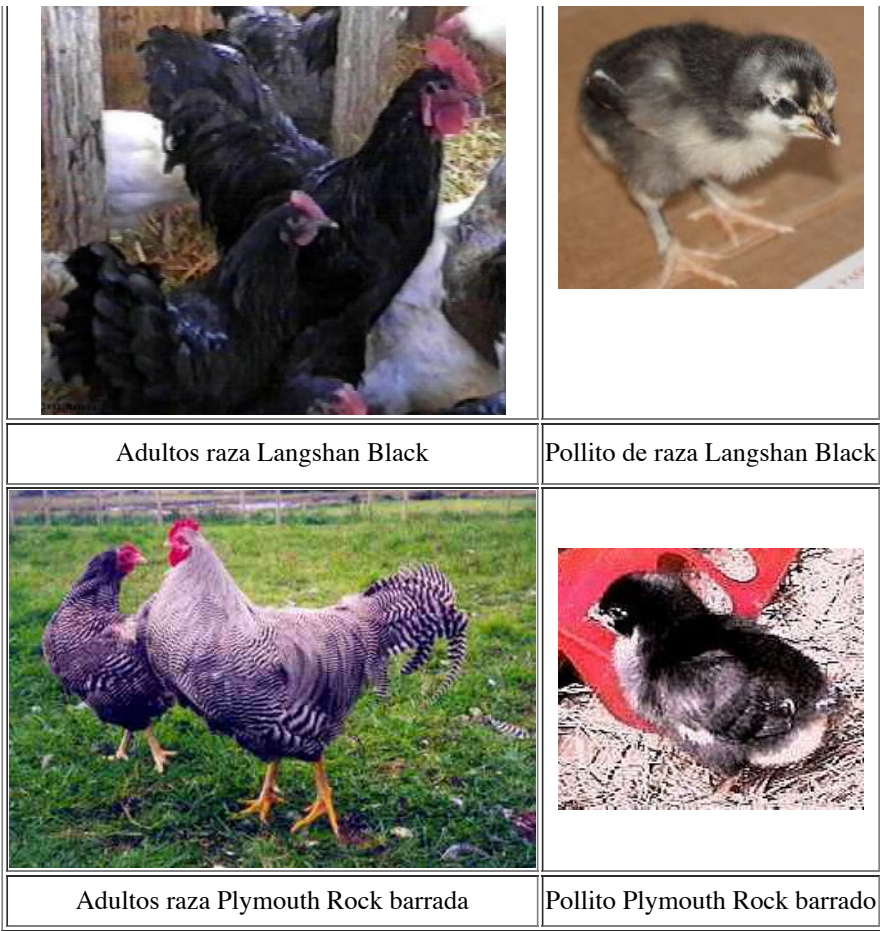 Adultos raza Langshan Black
Pollito de raza Langshan Black
Adultos raza Plymouth Rock barrada
Pollito Plymouth Rock barrado